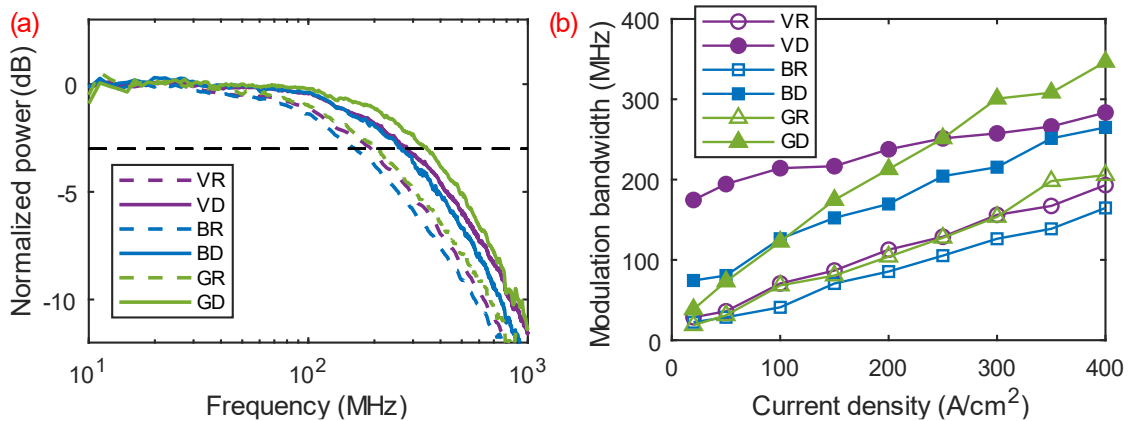 (a)
Normalized power (dB)
0
-5
-10
VR
VD
BR
BD
GR
GD
10^1
10^2
10^3
Frequency (MHz)
(b)
Modulation bandwidth (MHz)
400
300
200
100
0
VR
VD
BR
BD
GR
GD
0
100
200
300
400
Current density (A/cm^2)